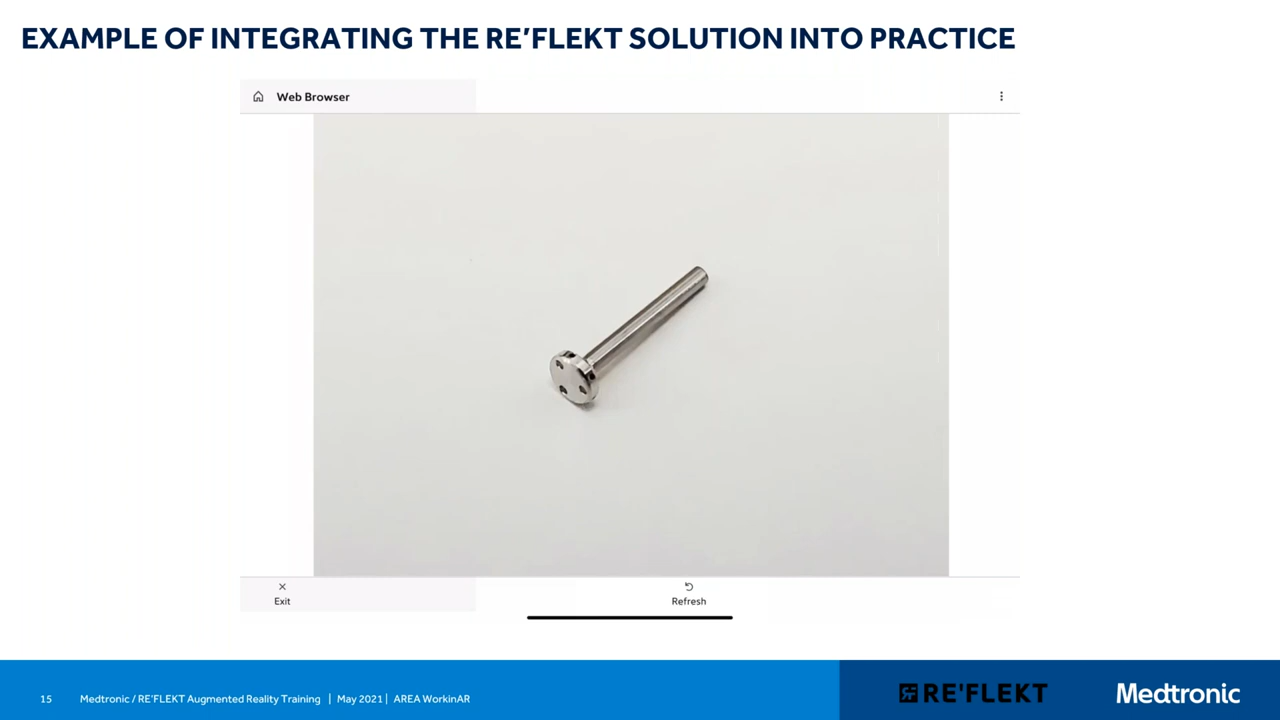 EXAMPLE OF INTEGRATING THE RE’FLEKT SOLUTION INTO PRACTICE
Web Browser
Exit
Refresh
15 Medtronic / RE'FLEKT Augmented Reality Training | May 2021 | AREA WorkinAR
RE'FLEKT
Medtronic